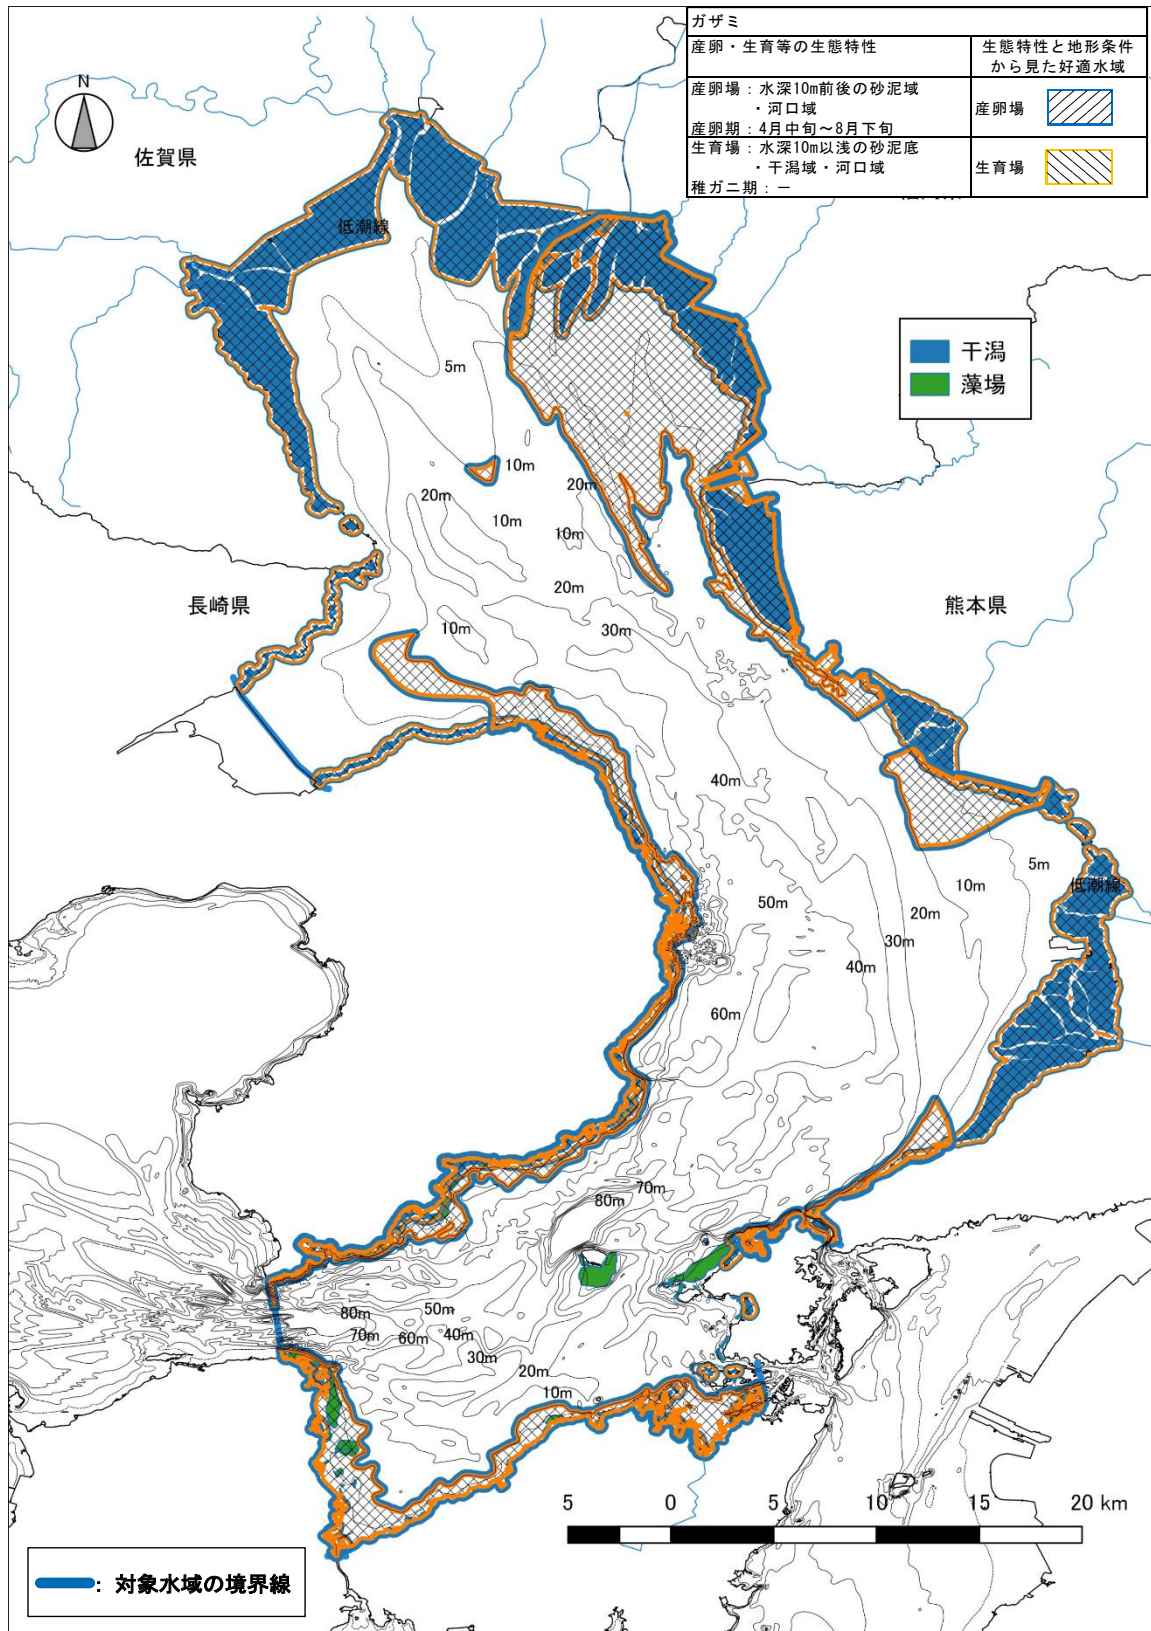 ガザミ
産卵・生育等の生態特性
生態特性と地形条件
から見た好適水域
産卵場:水深10m前後の砂泥域
・河口域
産卵期:4月中旬~8月下旬
産卵場
生育場:水深10m以浅の砂泥底
・干潟域・河口域
稚ガニ期:-
生育場
N
佐賀県
低潮線
干潟
藻場
5m
10m
20m
20m
10m
10m
20m
長崎県
熊本県
10m
30m
40m
5m
10m
低潮線
50m
20m
30m
40m
60m
70m
80m
80m
50m
70m
60m
40m
30m
20m
10m
5 0 5 10 15 20 km
: 対象水域の境界線